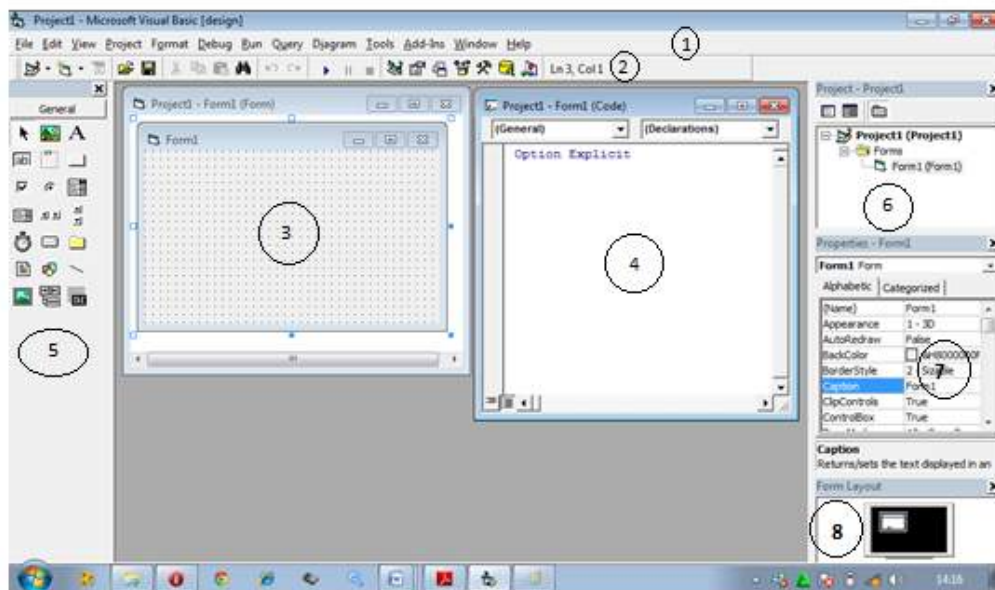 Project1 - Microsoft Visual Basic [design]
File Edit View Project Format Debug Run Query Diagram Tools Add-Ins Window Help
1
Ln 3, Col 1
2
General
A
ab
Project1 - Form1 (Form)
Form1
3
Project1 - Form1 (Code)
(General) (Declarations)
Option Explicit
4
5
Project - Project1
Project1 (Project1)
Forms
Form1 (Form1)
6
Properties - Form1
Form1 Form
Alphabetic Categorized
(Name) Form1
Appearance 1 - 3D
AutoRedraw False
BackColor
BorderStyle 2 - Sizable
Caption Form1
ClipControls True
ControlBox True
7
Caption
Returns/sets the text displayed in an
Form Layout
8
14:16